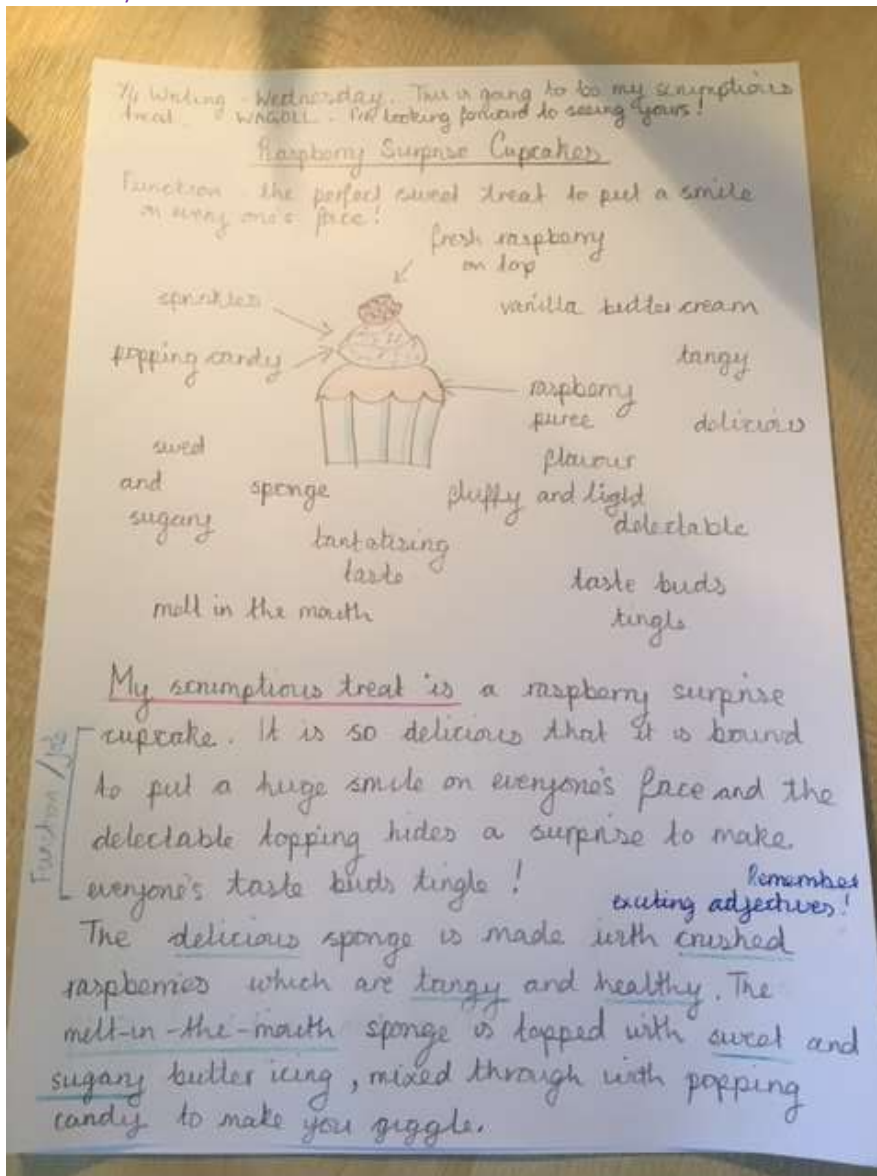 Writing - Wednesday. This is going to be my scrumptious
treat. WAGOLL. I'm looking forward to seeing yours!
Raspberry Surprise Cupcakes
Function - the perfect sweet treat to put a smile
on every one's face!
fresh raspberry
on top
sprinkles
vanilla butter cream
popping candy
tangy
raspberry
puree
delicious
sweet
and
sugary
sponge
flavour
fluffy and light
delectable
tantalising
taste
taste buds
tingle
melt in the mouth
My scrumptious treat is a raspberry surprise
cupcake. It is so delicious that it is bound
to put a huge smile on everyone's face and the
delectable topping hides a surprise to make
everyone's taste buds tingle!
Function/job
Remember
exciting adjectives!
The delicious sponge is made with crushed
raspberries which are tangy and healthy. The
melt-in-the-mouth sponge is topped with sweet and
sugary butter icing, mixed through with popping
candy to make you giggle.